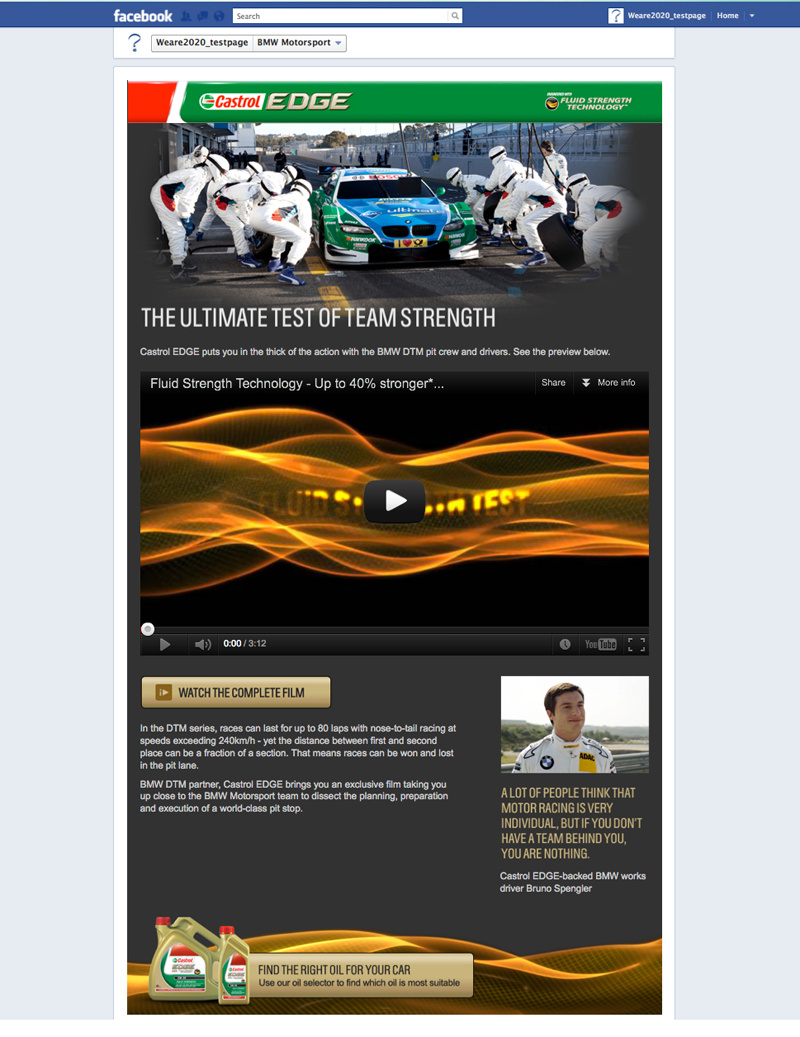 facebook
Search
Weare2020_testpage
Home
Weare2020_testpage
BMW Motorsport
Castrol EDGE
ENGINEERED WITH
FLUID STRENGTH
TECHNOLOGY™
THE ULTIMATE TEST OF TEAM STRENGTH
Castrol EDGE puts you in the thick of the action with the BMW DTM pit crew and drivers. See the preview below.
Fluid Strength Technology - Up to 40% stronger*...
Share
More info
FLUID ST TH TEST
0:00 / 3:12
YouTube
WATCH THE COMPLETE FILM
In the DTM series, races can last for up to 80 laps with nose-to-tail racing at
speeds exceeding 240km/h - yet the distance between first and second
place can be a fraction of a section. That means races can be won and lost
in the pit lane.
BMW DTM partner, Castrol EDGE brings you an exclusive film taking you
up close to the BMW Motorsport team to dissect the planning, preparation
and execution of a world-class pit stop.
ADAC
A LOT OF PEOPLE THINK THAT
MOTOR RACING IS VERY
INDIVIDUAL, BUT IF YOU DON'T
HAVE A TEAM BEHIND YOU,
YOU ARE NOTHING.
Castrol EDGE-backed BMW works
driver Bruno Spengler
Castrol
Castrol
FIND THE RIGHT OIL FOR YOUR CAR
Use our oil selector to find which oil is most suitable